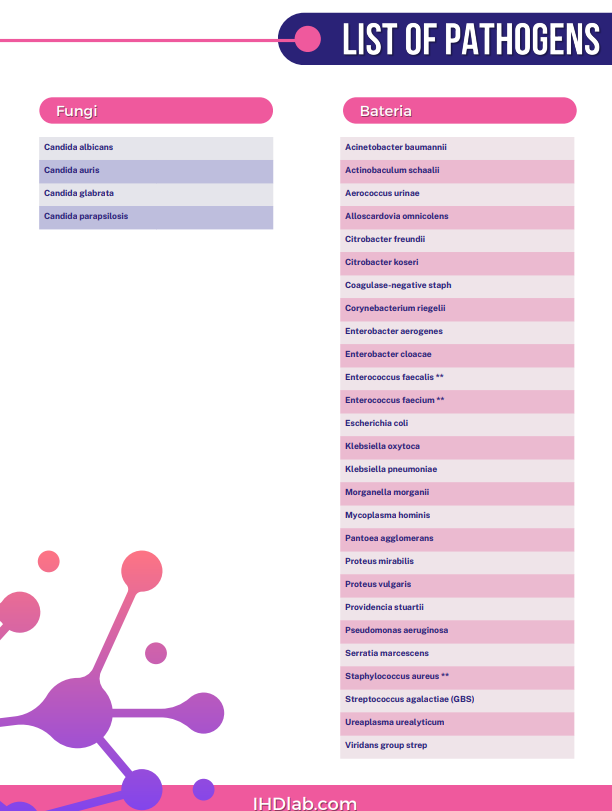 LIST OF PATHOGENS
Fungi
Candida albicans
Candida auris
Candida glabrata
Candida parapsilosis
Bateria
Acinetobacter baumannii
Actinobaculum schaalii
Aerococcus urinae
Alloscardovia omnicolens
Citrobacter freundii
Citrobacter koseri
Coagulase-negative staph
Corynebacterium riegelii
Enterobacter aerogenes
Enterobacter cloacae
Enterococcus faecalis **
Enterococcus faecium **
Escherichia coli
Klebsiella oxytoca
Klebsiella pneumoniae
Morganella morganii
Mycoplasma hominis
Pantoea agglomerans
Proteus mirabilis
Proteus vulgaris
Providencia stuartii
Pseudomonas aeruginosa
Serratia marcescens
Staphylococcus aureus **
Streptococcus agalactiae (GBS)
Ureaplasma urealyticum
Viridans group strep
IHDlab.com